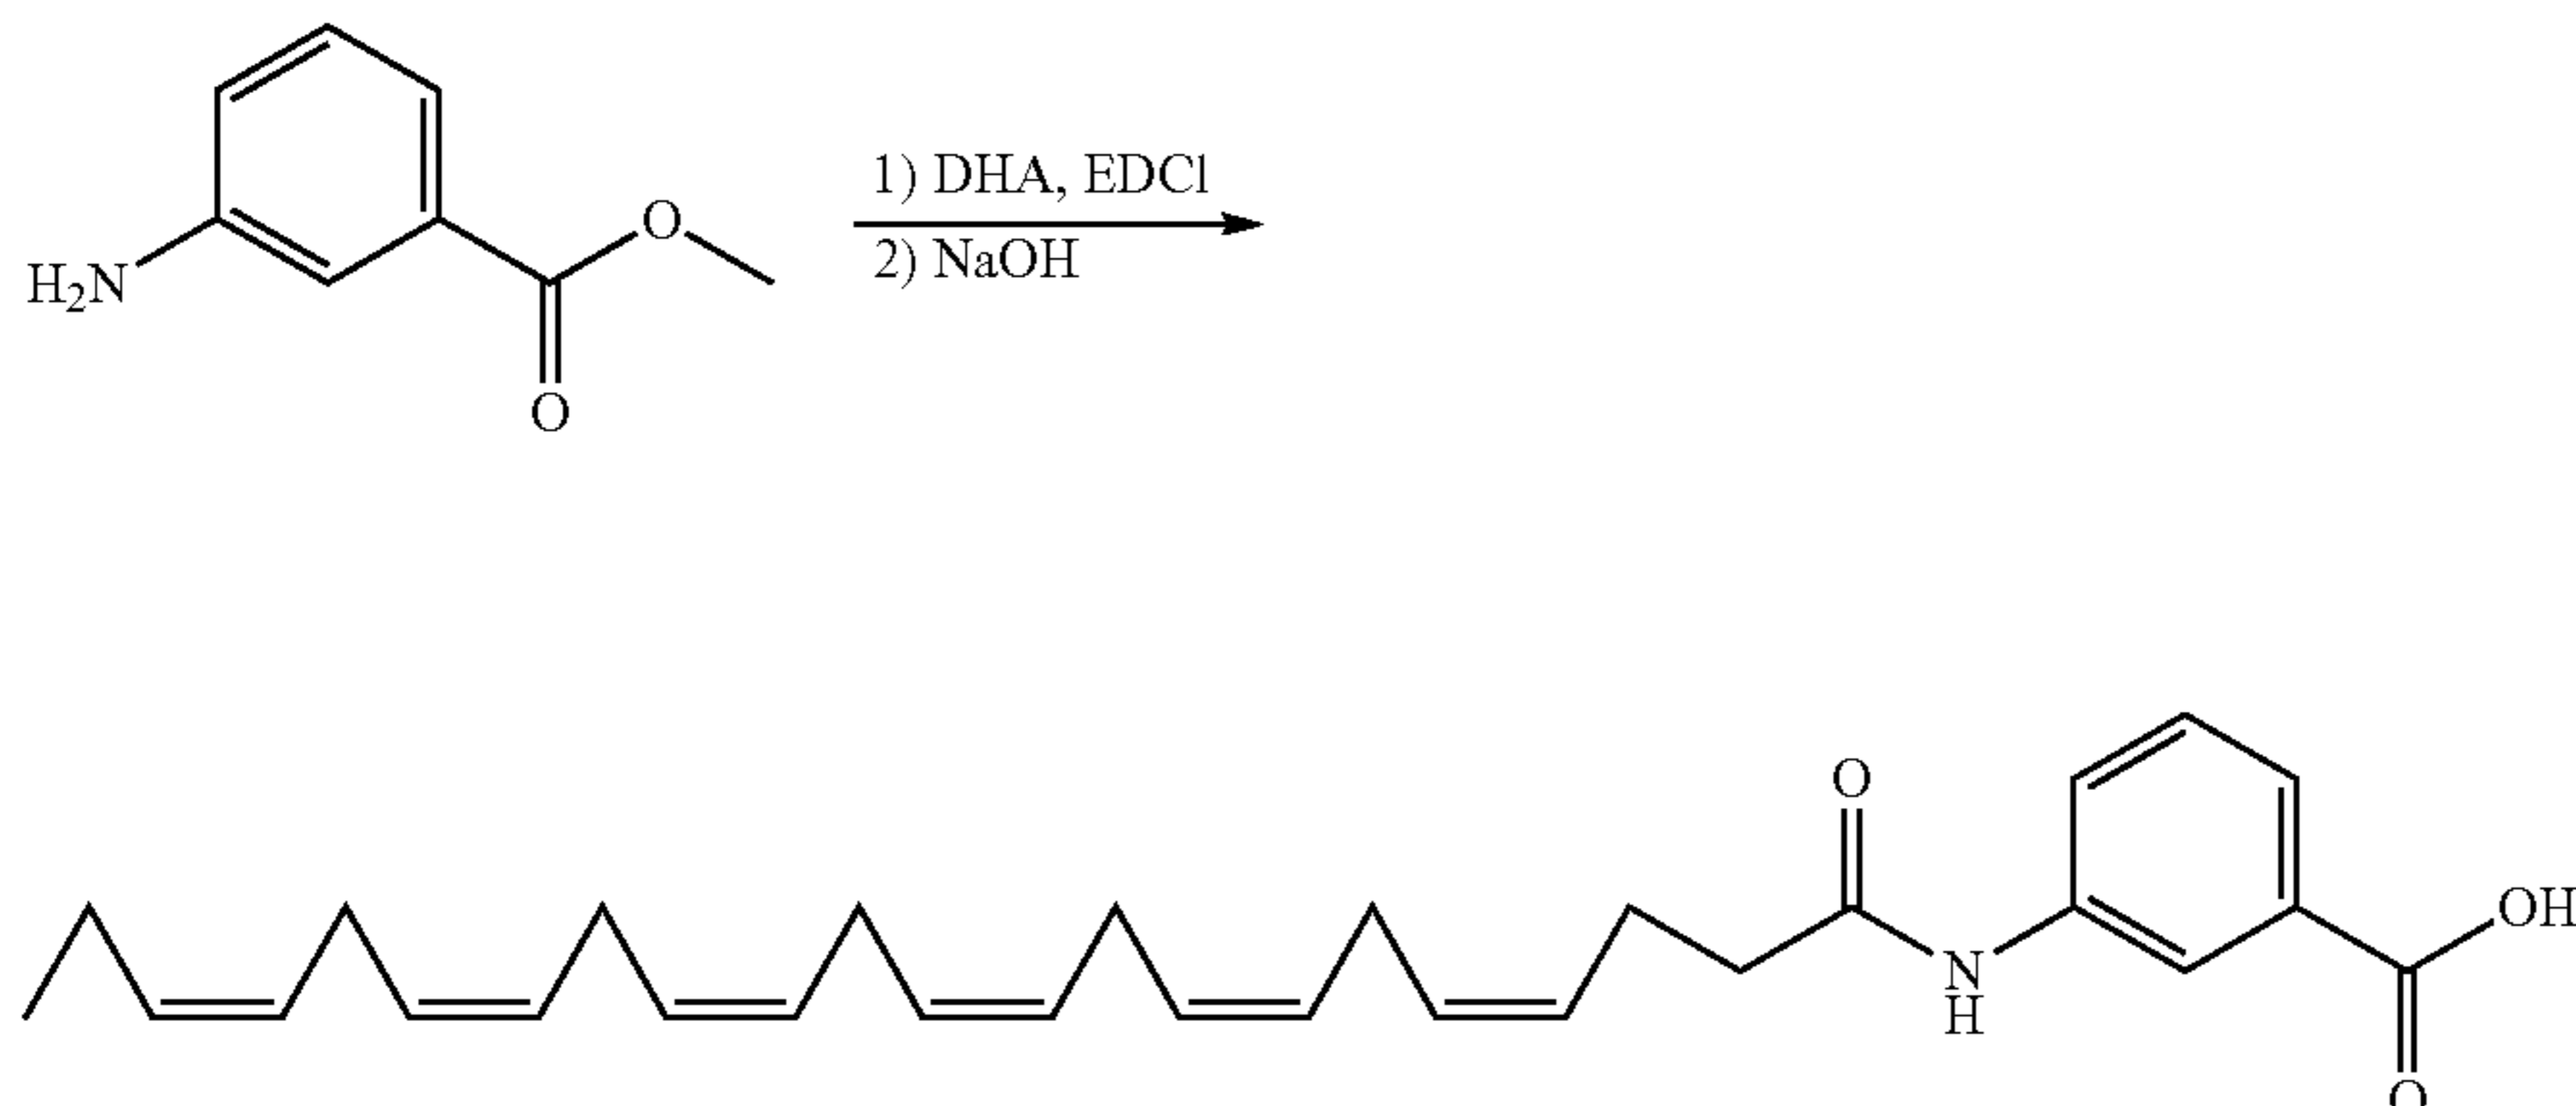 O
1) DHA, EDCl
H₂N
2) NaOH
O
O
OH
N
H
O